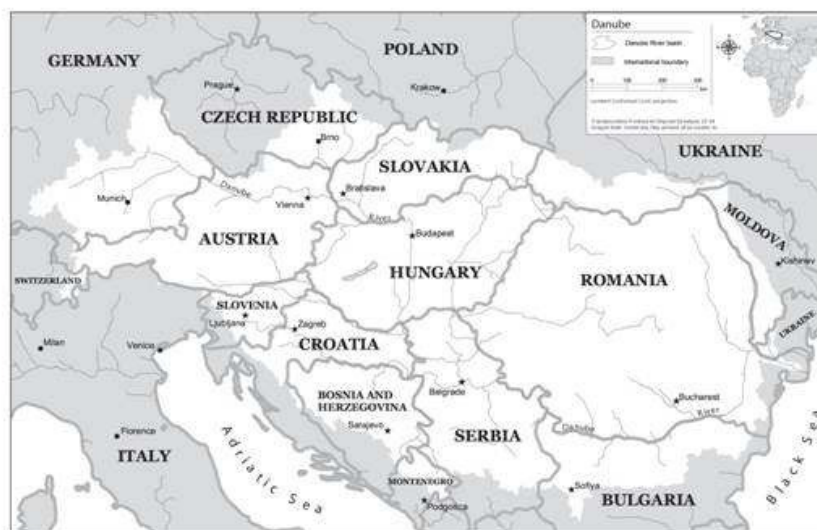 Danube
Danube River basin
International boundary
GERMANY
POLAND
Prague
Krakow
CZECH REPUBLIC
Brno
SLOVAKIA
UKRAINE
Munich
Danube
Vienna
Bratislava
River
MOLDOVA
AUSTRIA
Budapest
Kishinev
SWITZERLAND
HUNGARY
ROMANIA
SLOVENIA
Ljubljana
Zagreb
UKRAINE
Milan
Venice
CROATIA
BOSNIA AND
HERZEGOVINA
Belgrade
Bucharest
Florence
Sarajevo
SERBIA
Danube
River
ITALY
Adriatic Sea
Black Sea
MONTENEGRO
Podgorica
Sofiya
BULGARIA